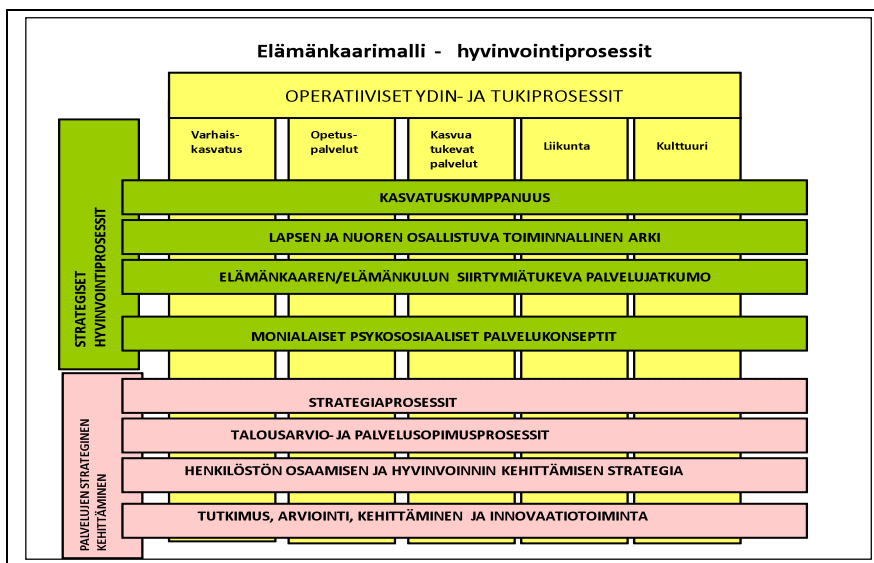 Elämänkaarimalli - hyvinvointiprosessit
OPERATIIVISET YDIN- JA TUKIPROSESSIT
Varhais-
kasvatus
Opetus-
palvelut
Kasvua
tukevat
palvelut
Liikunta
Kulttuuri
STRATEGISET
HYVINVOINTIPROSESSIT
KASVATUSKUMPPANUUS
LAPSEN JA NUOREN OSALLISTUVA TOIMINNALLINEN ARKI
ELÄMÄNKAAREN/ELÄMÄNKULUN SIIRTYMIÄTUKEVA PALVELUJATKUMO
MONIALAISET PSYKOSOSIAALISET PALVELUKONSEPTIT
PALVELUJEN STRATEGINEN
KEHITTÄMINEN
STRATEGIAPROSESSIT
TALOUSARVIO- JA PALVELUSOPIMUSPROSESSIT
HENKILÖSTÖN OSAAMISEN JA HYVINVOINNIN KEHITTÄMISEN STRATEGIA
TUTKIMUS, ARVIOINTI, KEHITTÄMINEN JA INNOVAATIOTOIMINTA